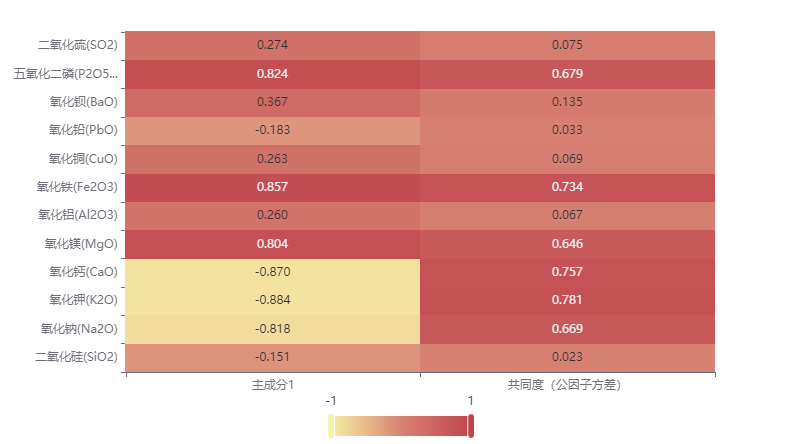 二氧化硫(SO2) 0.274 0.075
五氧化二磷(P2O5... 0.824 0.679
氧化钡(BaO) 0.367 0.135
氧化铅(PbO) -0.183 0.033
氧化铜(CuO) 0.263 0.069
氧化铁(Fe2O3) 0.857 0.734
氧化铝(Al2O3) 0.260 0.067
氧化镁(MgO) 0.804 0.646
氧化钙(CaO) -0.870 0.757
氧化钾(K2O) -0.884 0.781
氧化钠(Na2O) -0.818 0.669
二氧化硅(SiO2) -0.151 0.023
主成分1 共同度（公因子方差）
-1 1